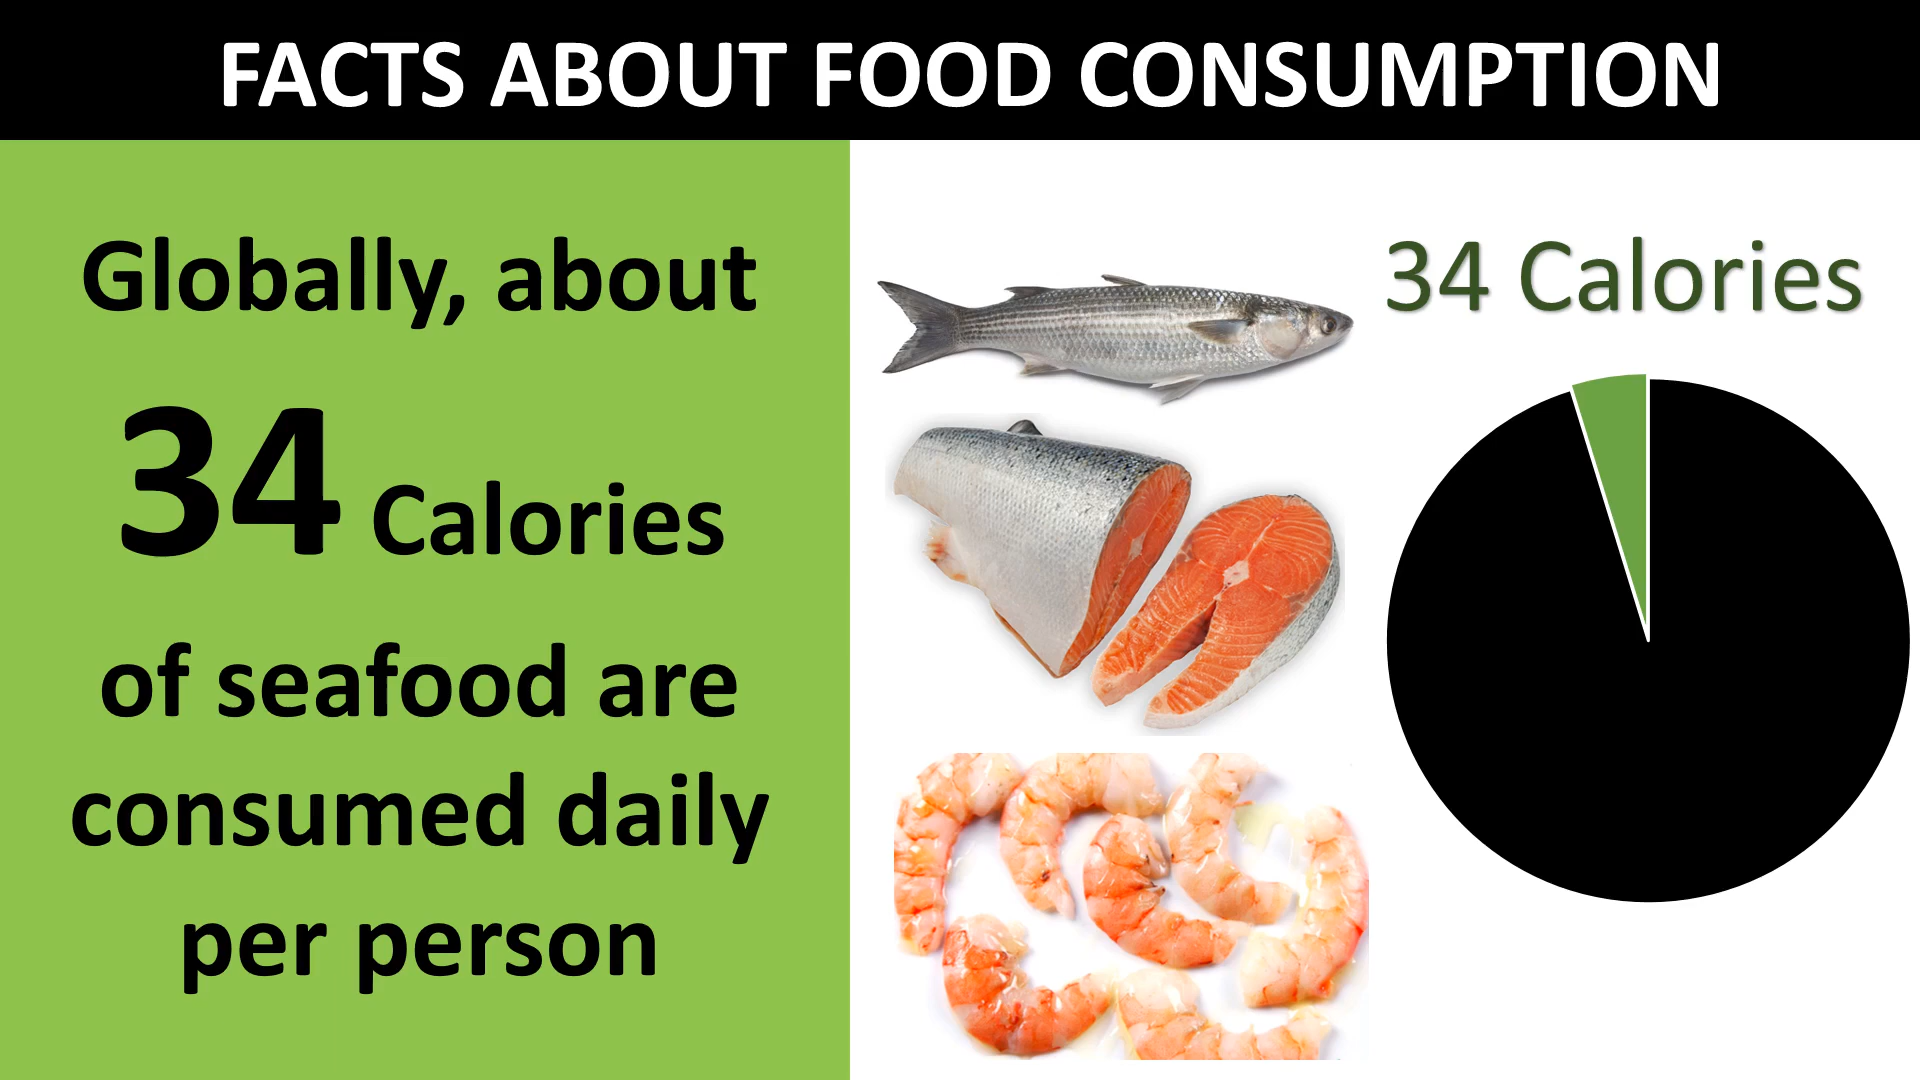 FACTS ABOUT FOOD CONSUMPTION
Globally, about
34 Calories
of seafood are
consumed daily
per person
34 Calories